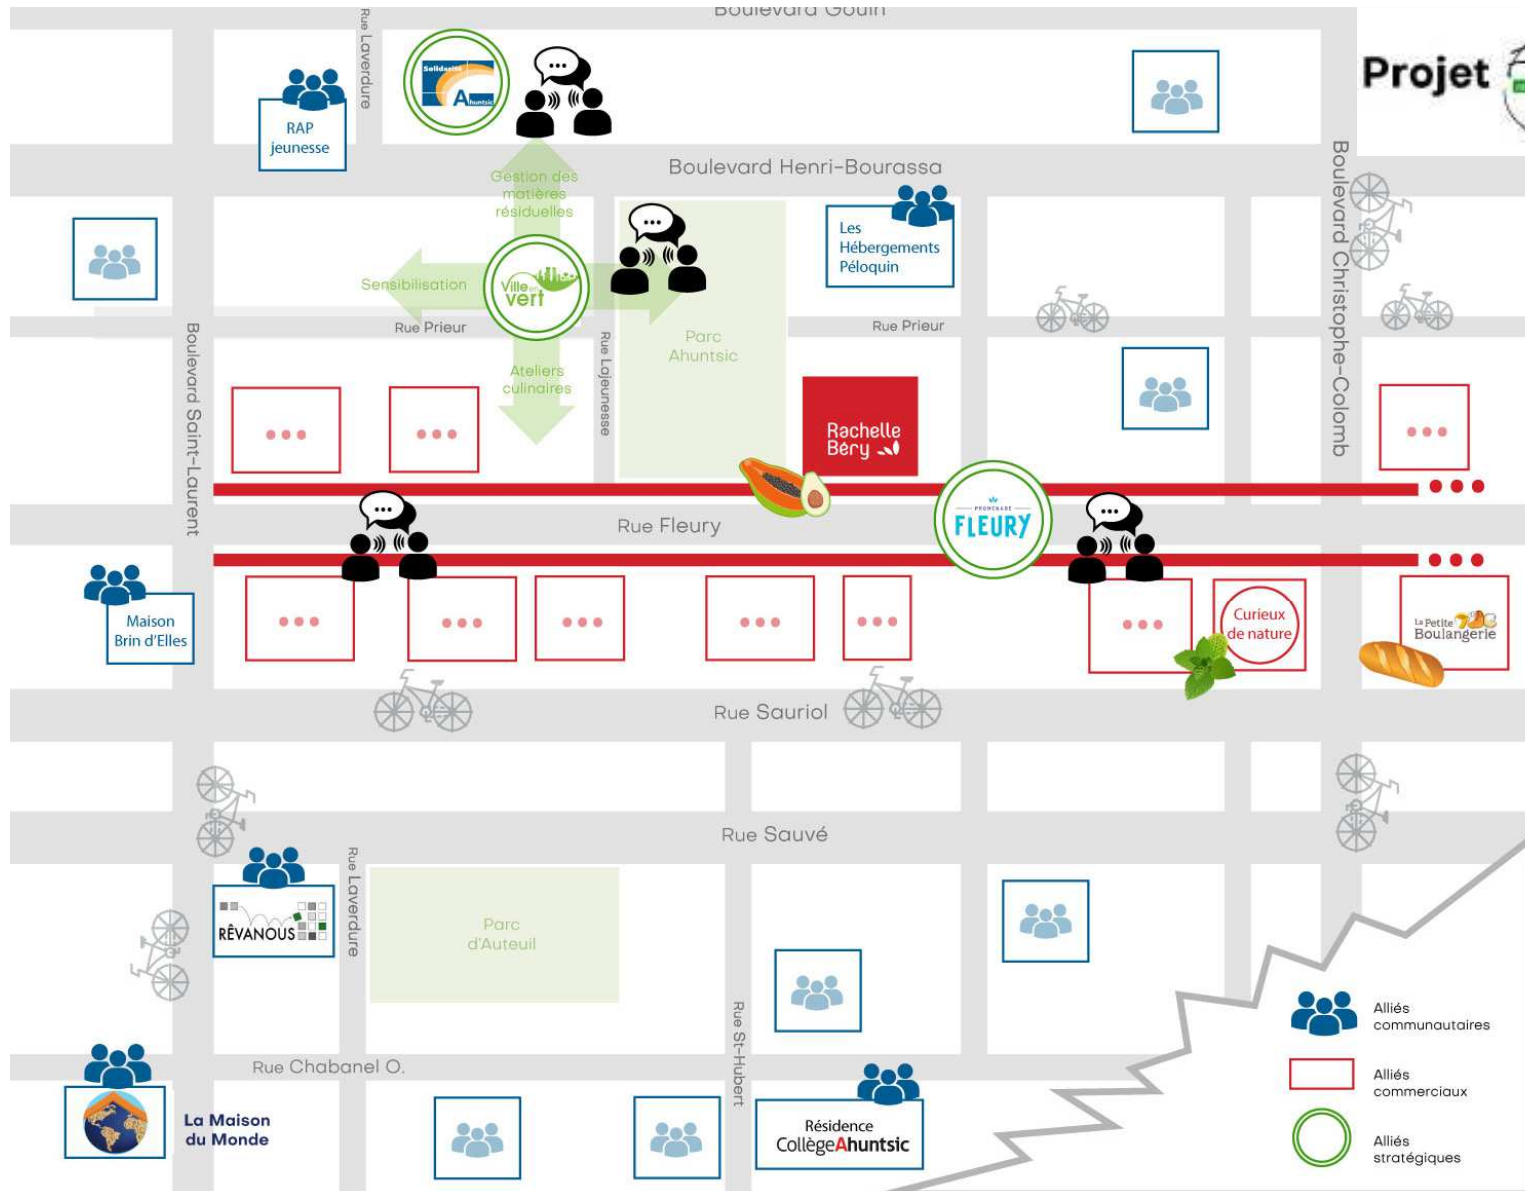 Boulevard Gouin
Rue Laverdure
Solidarité
Ahuntsic
...
RAP
jeunesse
Projet
Boulevard Henri-Bourassa
Boulevard Christophe-Colomb
Gestion des
matières
résiduelles
...
Les
Hébergements
Péloquin
Sensibilisation
Ville en
vert
Rue Prieur
Rue Prieur
Parc
Ahuntsic
Rue Lajeunesse
Boulevard Saint-Laurent
Ateliers
culinaires
Rachelle
Béry
...
Rue Fleury
PROMENADE
FLEURY
...
Maison
Brin d'Elles
Curieux
de nature
La Petite
Boulangerie
Rue Sauriol
Rue Sauvé
Rue Laverdure
RÊVANOUS
Parc
d'Auteuil
Rue St-Hubert
Rue Chabanel O.
La Maison
du Monde
Résidence
CollègeAhuntsic
Alliés
communautaires
Alliés
commerciaux
Alliés
stratégiques